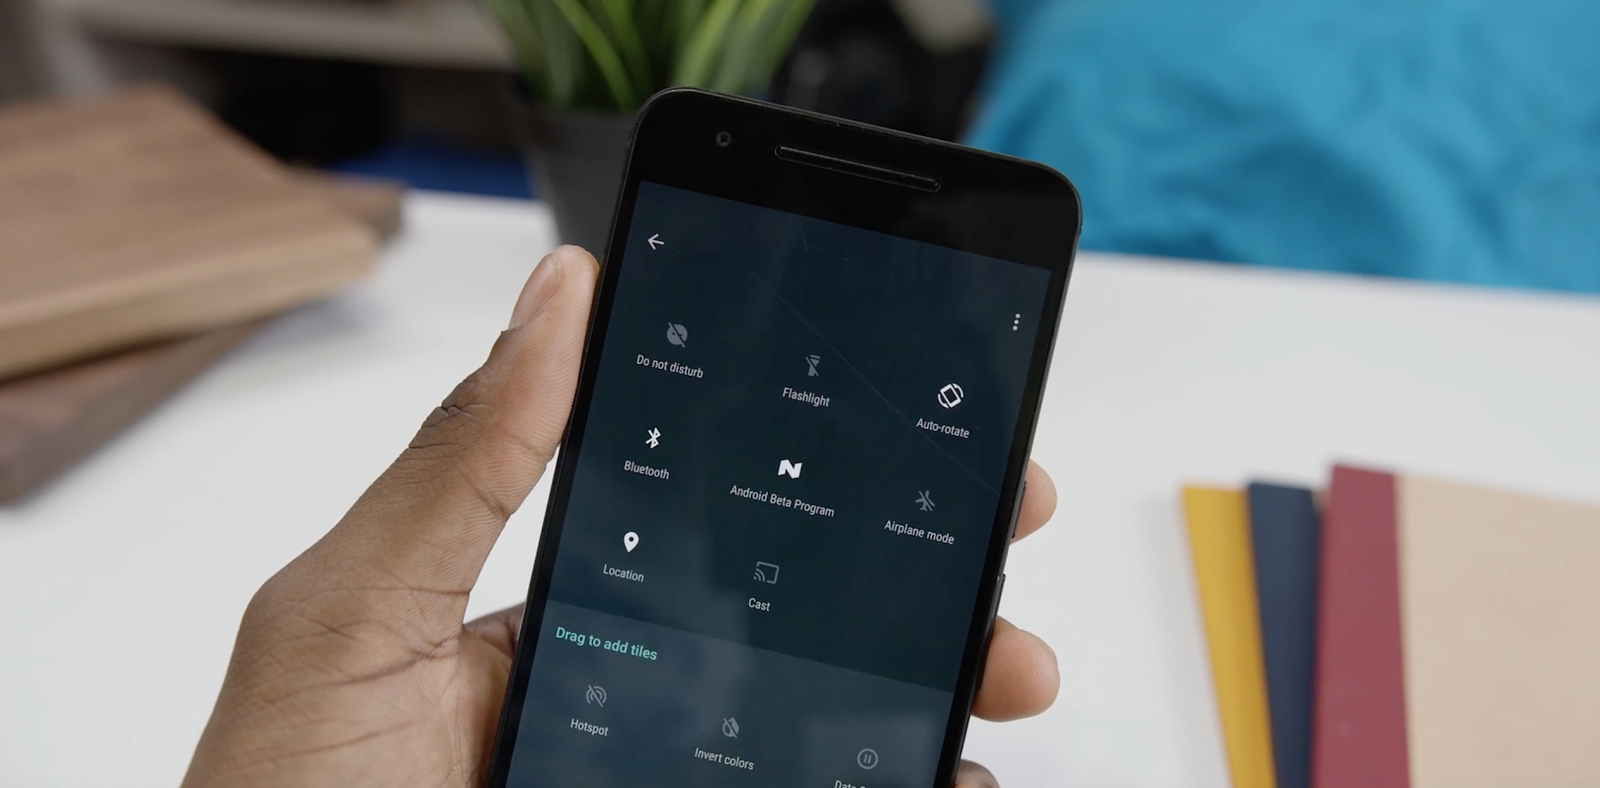 Do not disturb
Flashlight
Auto-rotate
Bluetooth
Android Beta Program
Airplane mode
Location
Cast
Drag to add tiles
Hotspot
Invert colors